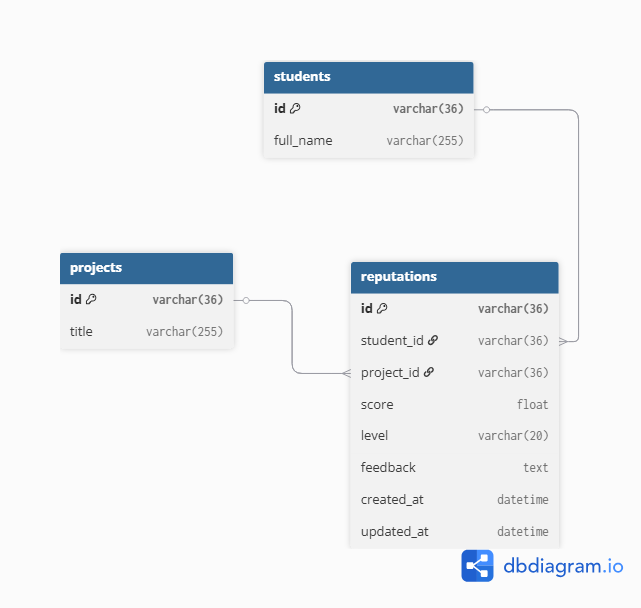 students
id varchar(36)
full_name varchar(255)
projects
id varchar(36)
title varchar(255)
reputations
id varchar(36)
student_id varchar(36)
project_id varchar(36)
score float
level varchar(20)
feedback text
created_at datetime
updated_at datetime
dbdiagram.io